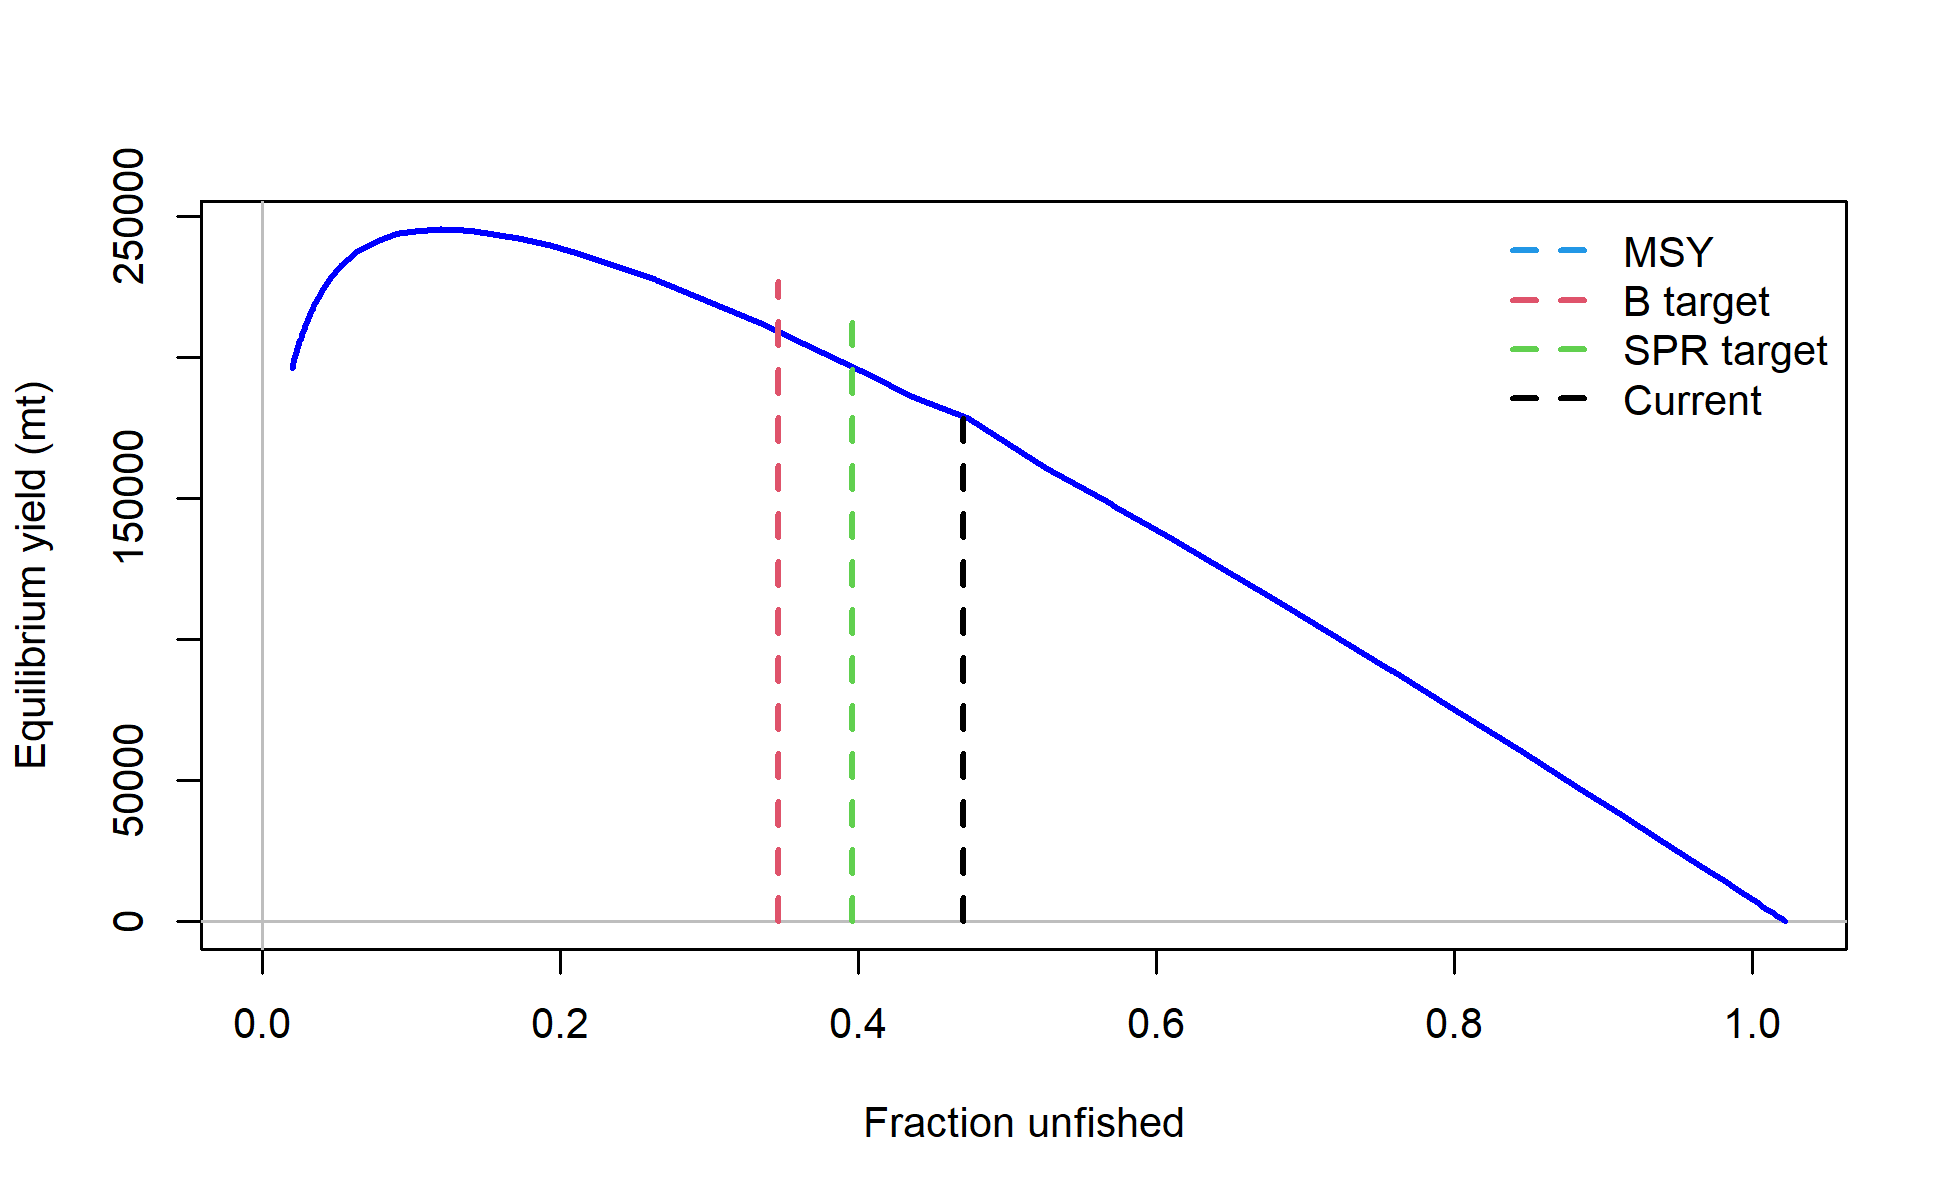 250000
150000
50000
0
Equilibrium yield (mt)
MSY
B target
SPR target
Current
0.0 0.2 0.4 0.6 0.8 1.0
Fraction unfished